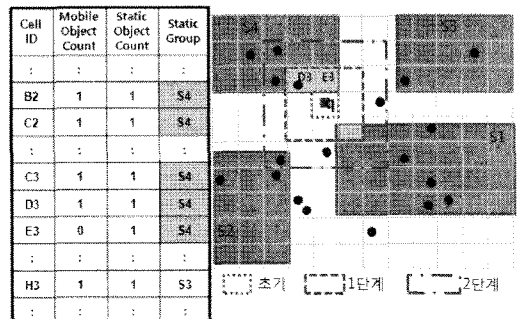 Cell ID Mobile Object Count Static Object Count Static Group
: : : :
B2 1 1 S4
C2 1 1 S4
: : : :
C3 1 1 S4
D3 1 1 S4
E3 0 1 S4
: : : :
H3 1 1 S3
: : : :
S4 S3
D3 E3
q
S1
S2
초기 1단계 2단계